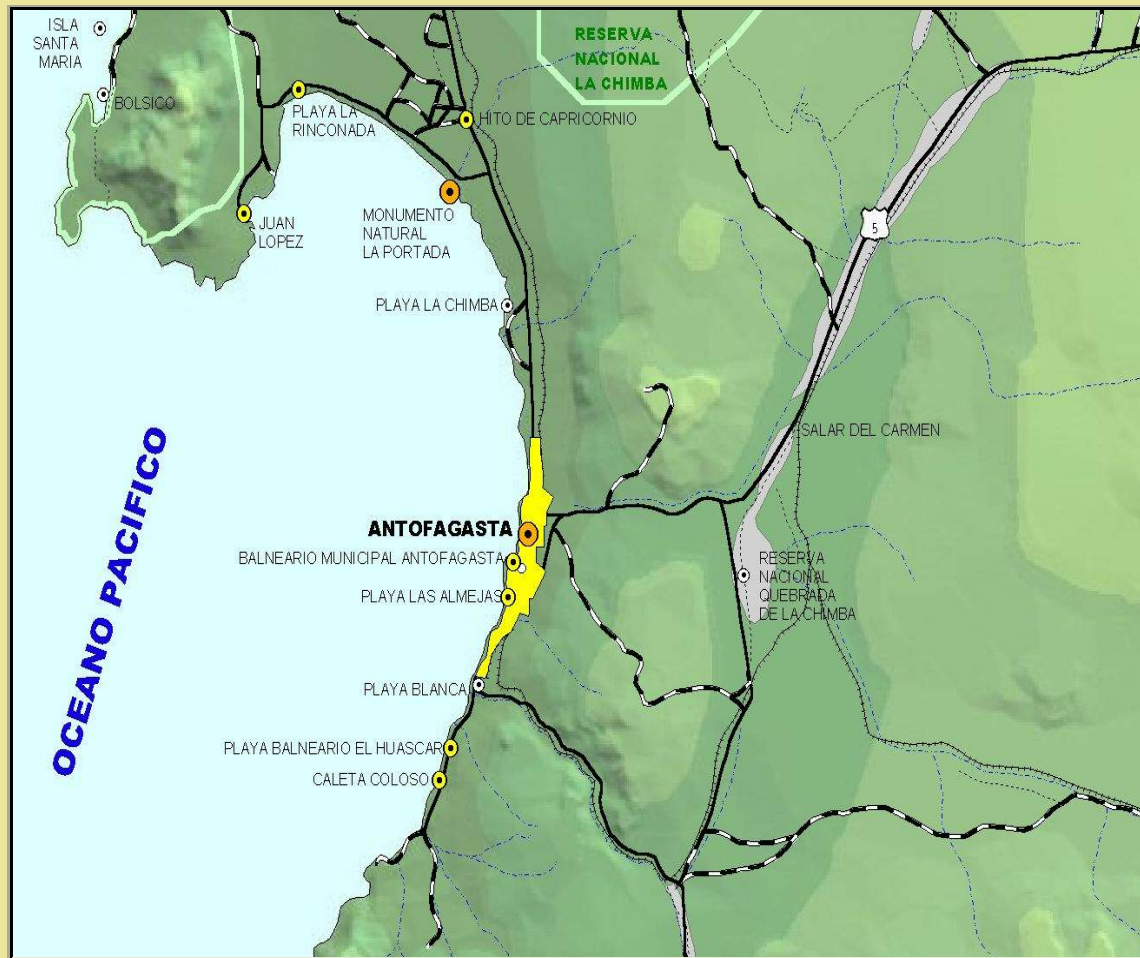 ISLA
SANTA
MARIA
BOLSICO
PLAYA LA
RINCONADA
RESERVA
NACIONAL
LA CHIMBA
HITO DE CAPRICORNIO
JUAN
LOPEZ
MONUMENTO
NATURAL
LA PORTADA
5
PLAYA LA CHIMBA
SALAR DEL CARMEN
OCEANO PACIFICO
ANTOFAGASTA
BALNEARIO MUNICIPAL ANTOFAGASTA
PLAYA LAS ALMEJAS
RESERVA
NACIONAL
QUEBRADA
DE LA CHIMBA
PLAYA BLANCA
PLAYA BALNEARIO EL HUASCAR
CALETA COLOSO